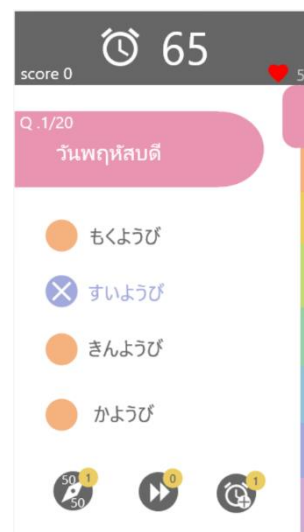 65
score 0
5
Q .1/20
วันพฤหัสบดี
もくようび
すいようび
きんようび
かようび
50 1
50
0
1